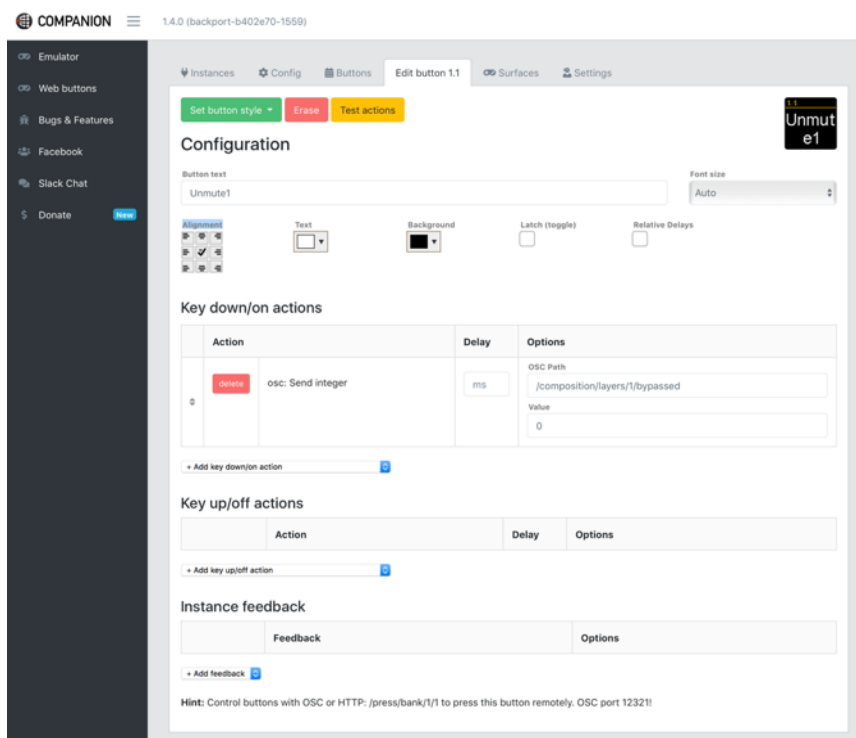 COMPANION
1.4.0 (backport-b402e70-1559)
Emulator
Web buttons
Bugs & Features
Facebook
Slack Chat
$ Donate New
Instances Config Buttons Edit button 1.1 Surfaces Settings
Set button style Erase Test actions
1.1
Unmut
e1
Configuration
Button text Font size
Unmute1 Auto
Alignment Text Background Latch (toggle) Relative Delays
Key down/on actions
Action Delay Options
delete osc: Send integer ms
OSC Path
/composition/layers/1/bypassed
Value
0
+ Add key down/on action
Key up/off actions
Action Delay Options
+ Add key up/off action
Instance feedback
Feedback Options
+ Add feedback
Hint: Control buttons with OSC or HTTP: /press/bank/1/1 to press this button remotely. OSC port 12321!